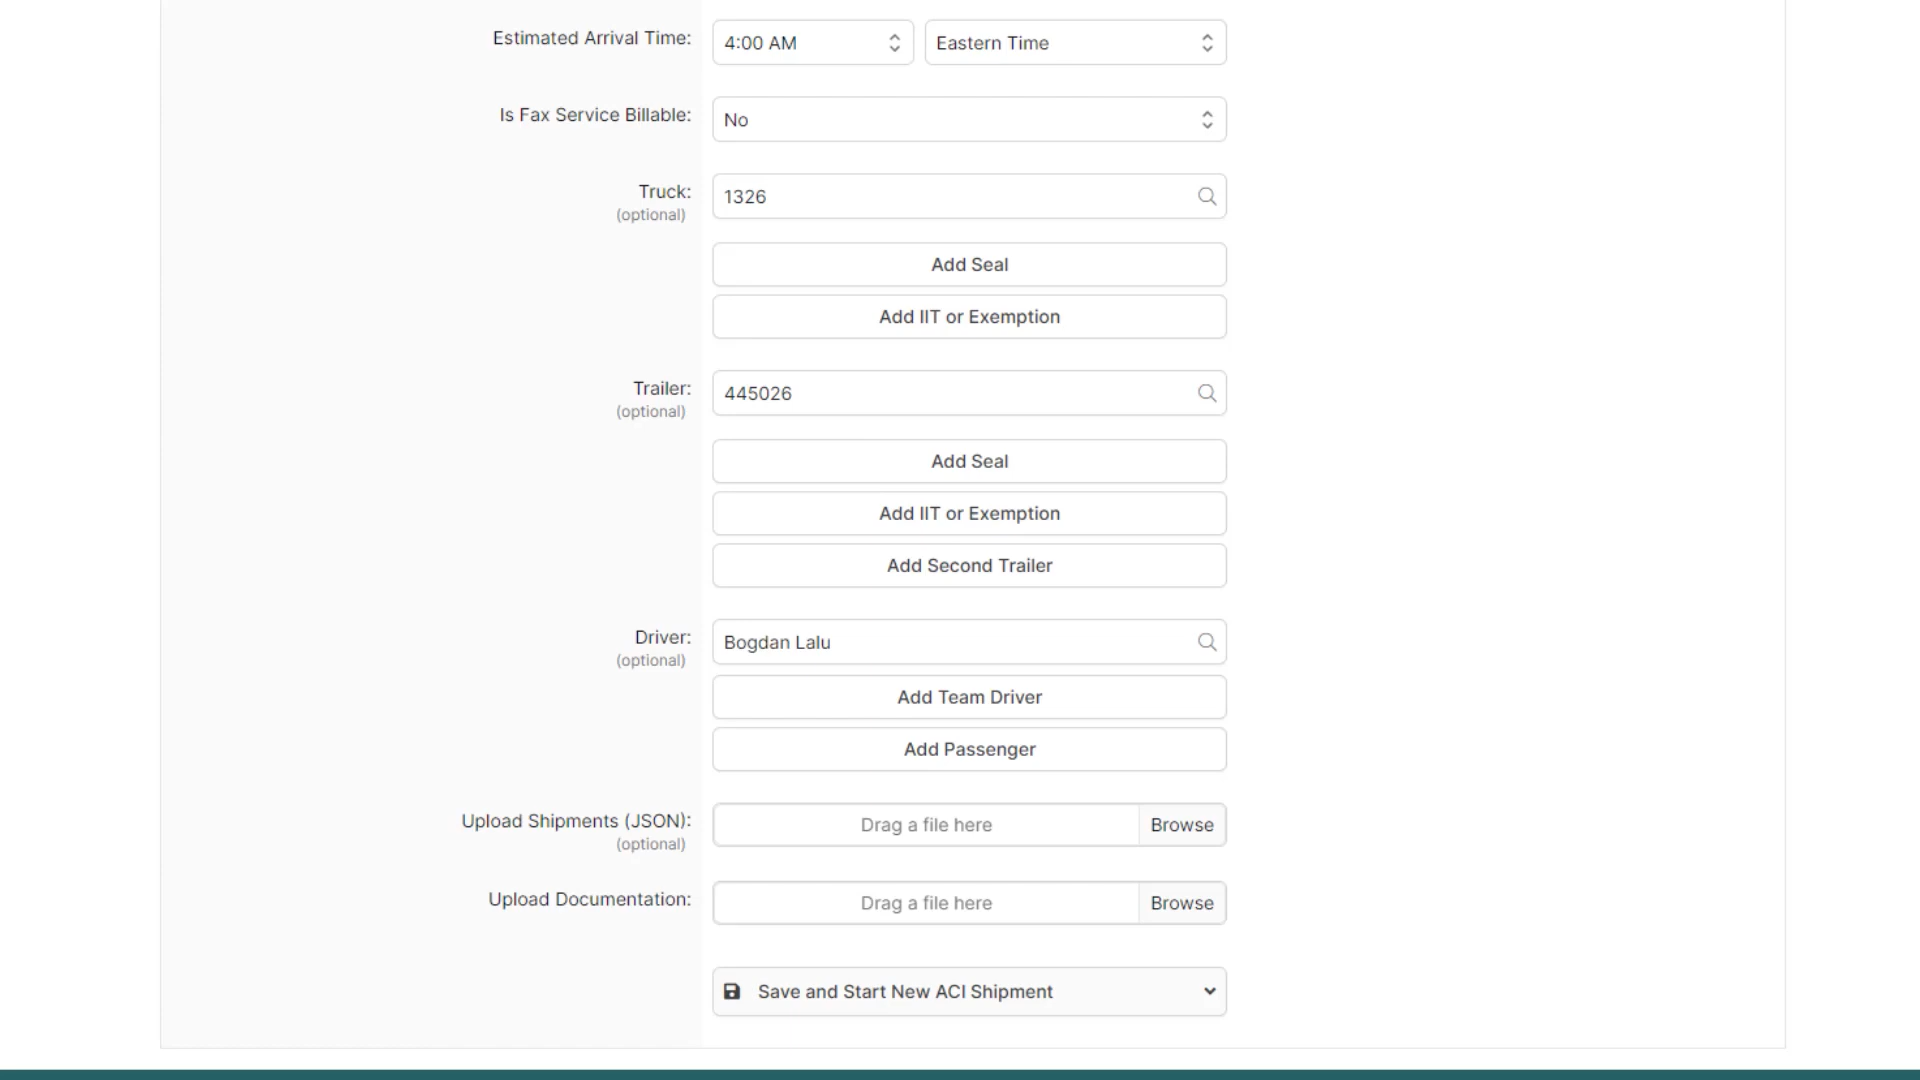 Estimated Arrival Time: 4:00 AM Eastern Time
Is Fax Service Billable: No
Truck: 1326
(optional)
Add Seal
Add IIT or Exemption
Trailer: 445026
(optional)
Add Seal
Add IIT or Exemption
Add Second Trailer
Driver: Bogdan Lalu
(optional)
Add Team Driver
Add Passenger
Upload Shipments (JSON): Drag a file here Browse
(optional)
Upload Documentation: Drag a file here Browse
Save and Start New ACI Shipment